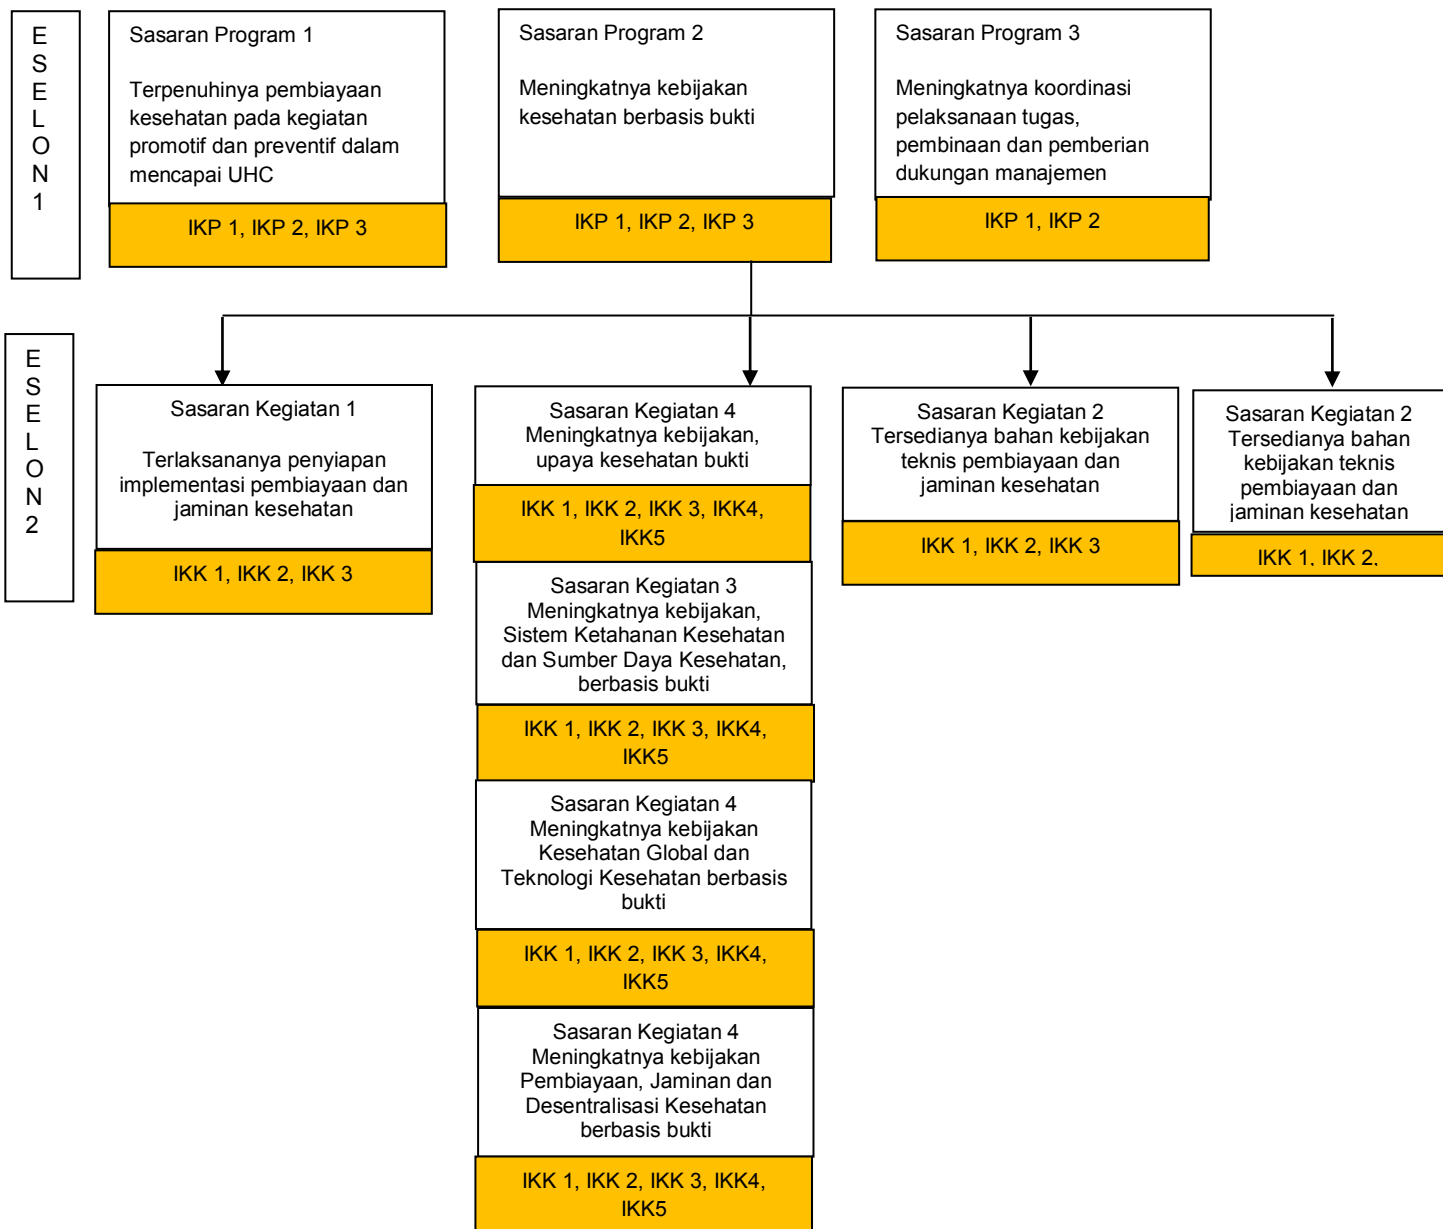 E
S
E
L
O
N
1
Sasaran Program 1
Terpenuhinya pembiayaan
kesehatan pada kegiatan
promotif dan preventif dalam
mencapai UHC
IKP 1, IKP 2, IKP 3
Sasaran Program 2
Meningkatnya kebijakan
kesehatan berbasis bukti
IKP 1, IKP 2, IKP 3
Sasaran Program 3
Meningkatnya koordinasi
pelaksanaan tugas,
pembinaan dan pemberian
dukungan manajemen
IKP 1, IKP 2
E
S
E
L
O
N
2
Sasaran Kegiatan 1
Terlaksananya penyiapan
implementasi pembiayaan dan
jaminan kesehatan
IKK 1, IKK 2, IKK 3
Sasaran Kegiatan 4
Meningkatnya kebijakan,
upaya kesehatan bukti
IKK 1, IKK 2, IKK 3, IKK4,
IKK5
Sasaran Kegiatan 3
Meningkatnya kebijakan,
Sistem Ketahanan Kesehatan
dan Sumber Daya Kesehatan,
berbasis bukti
IKK 1, IKK 2, IKK 3, IKK4,
IKK5
Sasaran Kegiatan 4
Meningkatnya kebijakan
Kesehatan Global dan
Teknologi Kesehatan berbasis
bukti
IKK 1, IKK 2, IKK 3, IKK4,
IKK5
Sasaran Kegiatan 4
Meningkatnya kebijakan
Pembiayaan, Jaminan dan
Desentralisasi Kesehatan
berbasis bukti
IKK 1, IKK 2, IKK 3, IKK4,
IKK5
Sasaran Kegiatan 2
Tersedianya bahan kebijakan
teknis pembiayaan dan
jaminan kesehatan
IKK 1, IKK 2, IKK 3
Sasaran Kegiatan 2
Tersedianya bahan
kebijakan teknis
pembiayaan dan
jaminan kesehatan
IKK 1, IKK 2,